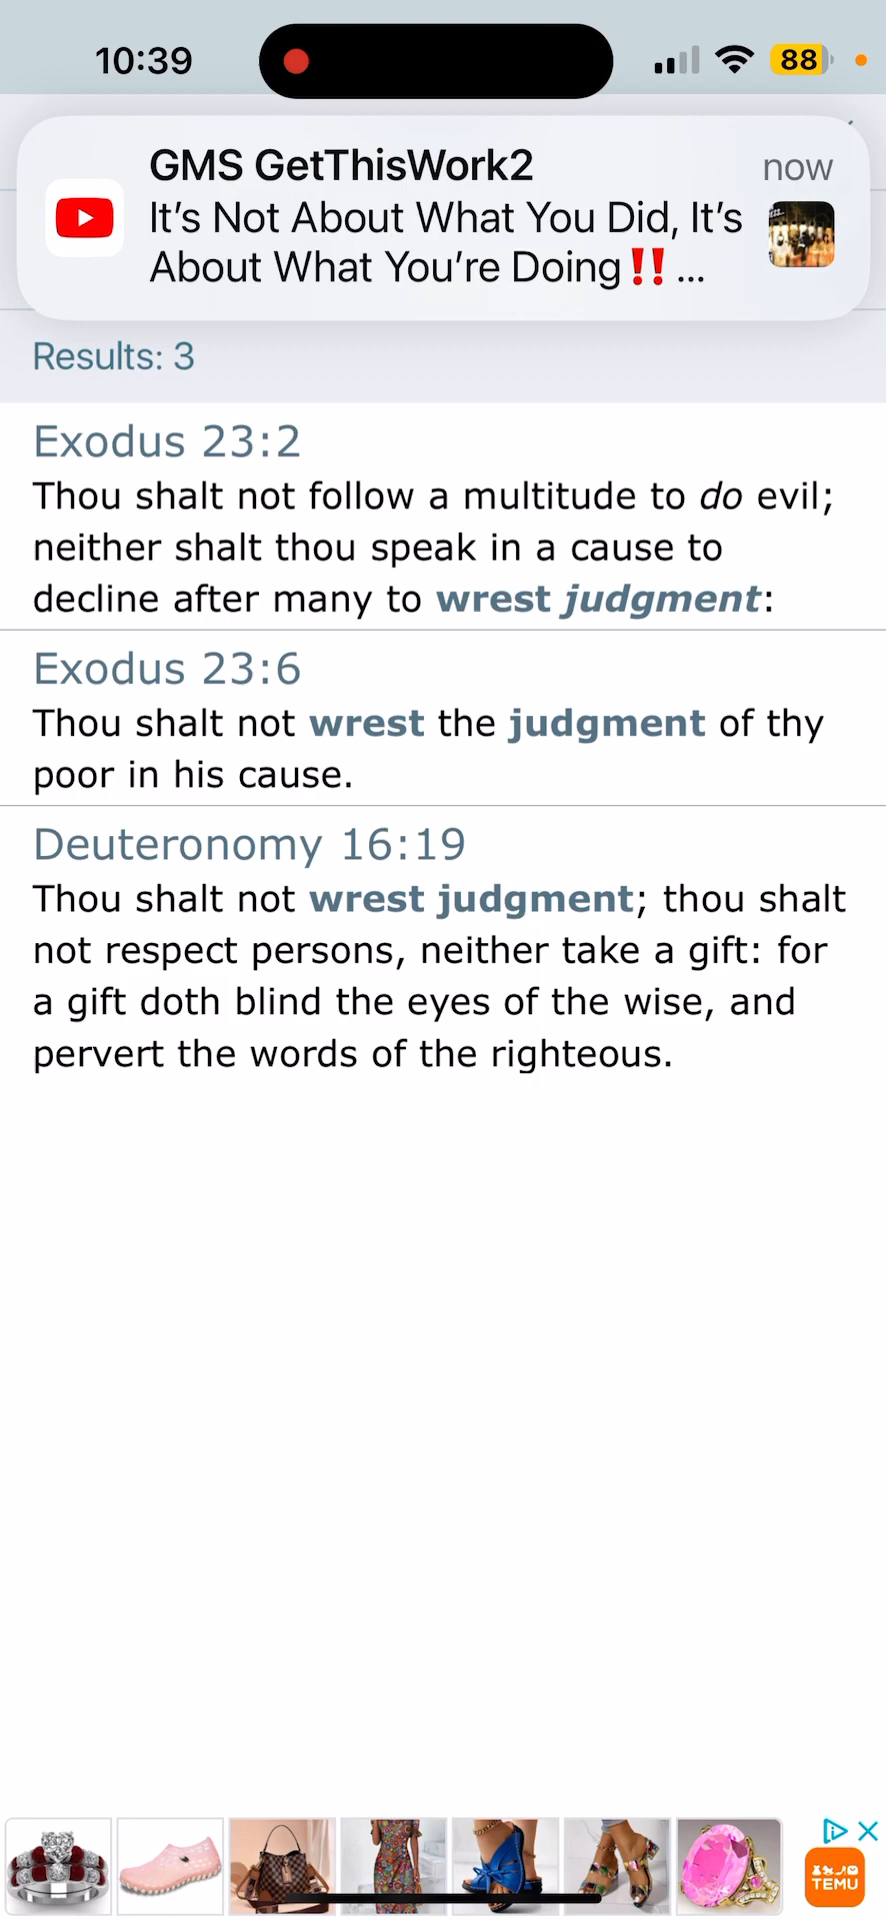 10:39
88
GMS GetThisWork2
now
It's Not About What You Did, It's
About What You're Doing‼️...
Results: 3
Exodus 23:2
Thou shalt not follow a multitude to do evil;
neither shalt thou speak in a cause to
decline after many to wrest judgment:
Exodus 23:6
Thou shalt not wrest the judgment of thy
poor in his cause.
Deuteronomy 16:19
Thou shalt not wrest judgment; thou shalt
not respect persons, neither take a gift: for
a gift doth blind the eyes of the wise, and
pervert the words of the righteous.
TEMU